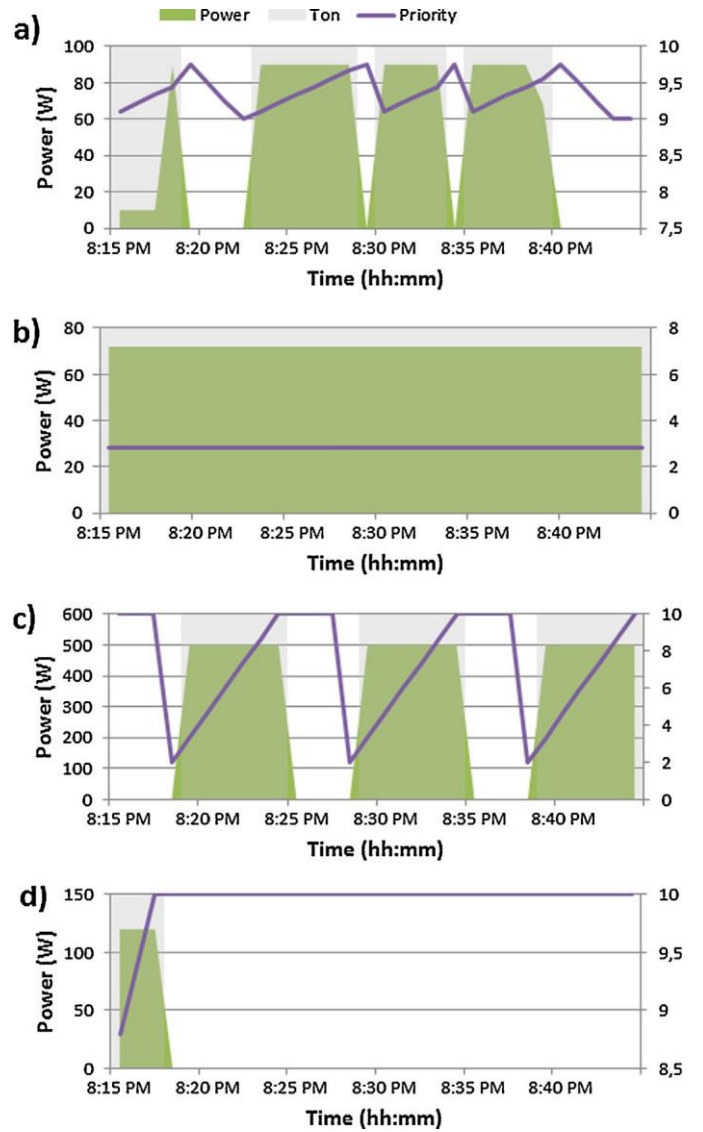 Power Ton Priority
a)
100 10
80 9,5
60 9
40 8,5
20 8
0 7,5
Power (W)
8:15 PM 8:20 PM 8:25 PM 8:30 PM 8:35 PM 8:40 PM
Time (hh:mm)
b)
80 8
60 6
40 4
20 2
0 0
Power (W)
8:15 PM 8:20 PM 8:25 PM 8:30 PM 8:35 PM 8:40 PM
Time (hh:mm)
c)
600 10
500 8
400 6
300 4
200 2
100 0
0
Power (W)
8:15 PM 8:20 PM 8:25 PM 8:30 PM 8:35 PM 8:40 PM
Time (hh:mm)
d)
150 10
100 9,5
50 9
0 8,5
Power (W)
8:15 PM 8:20 PM 8:25 PM 8:30 PM 8:35 PM 8:40 PM
Time (hh:mm)